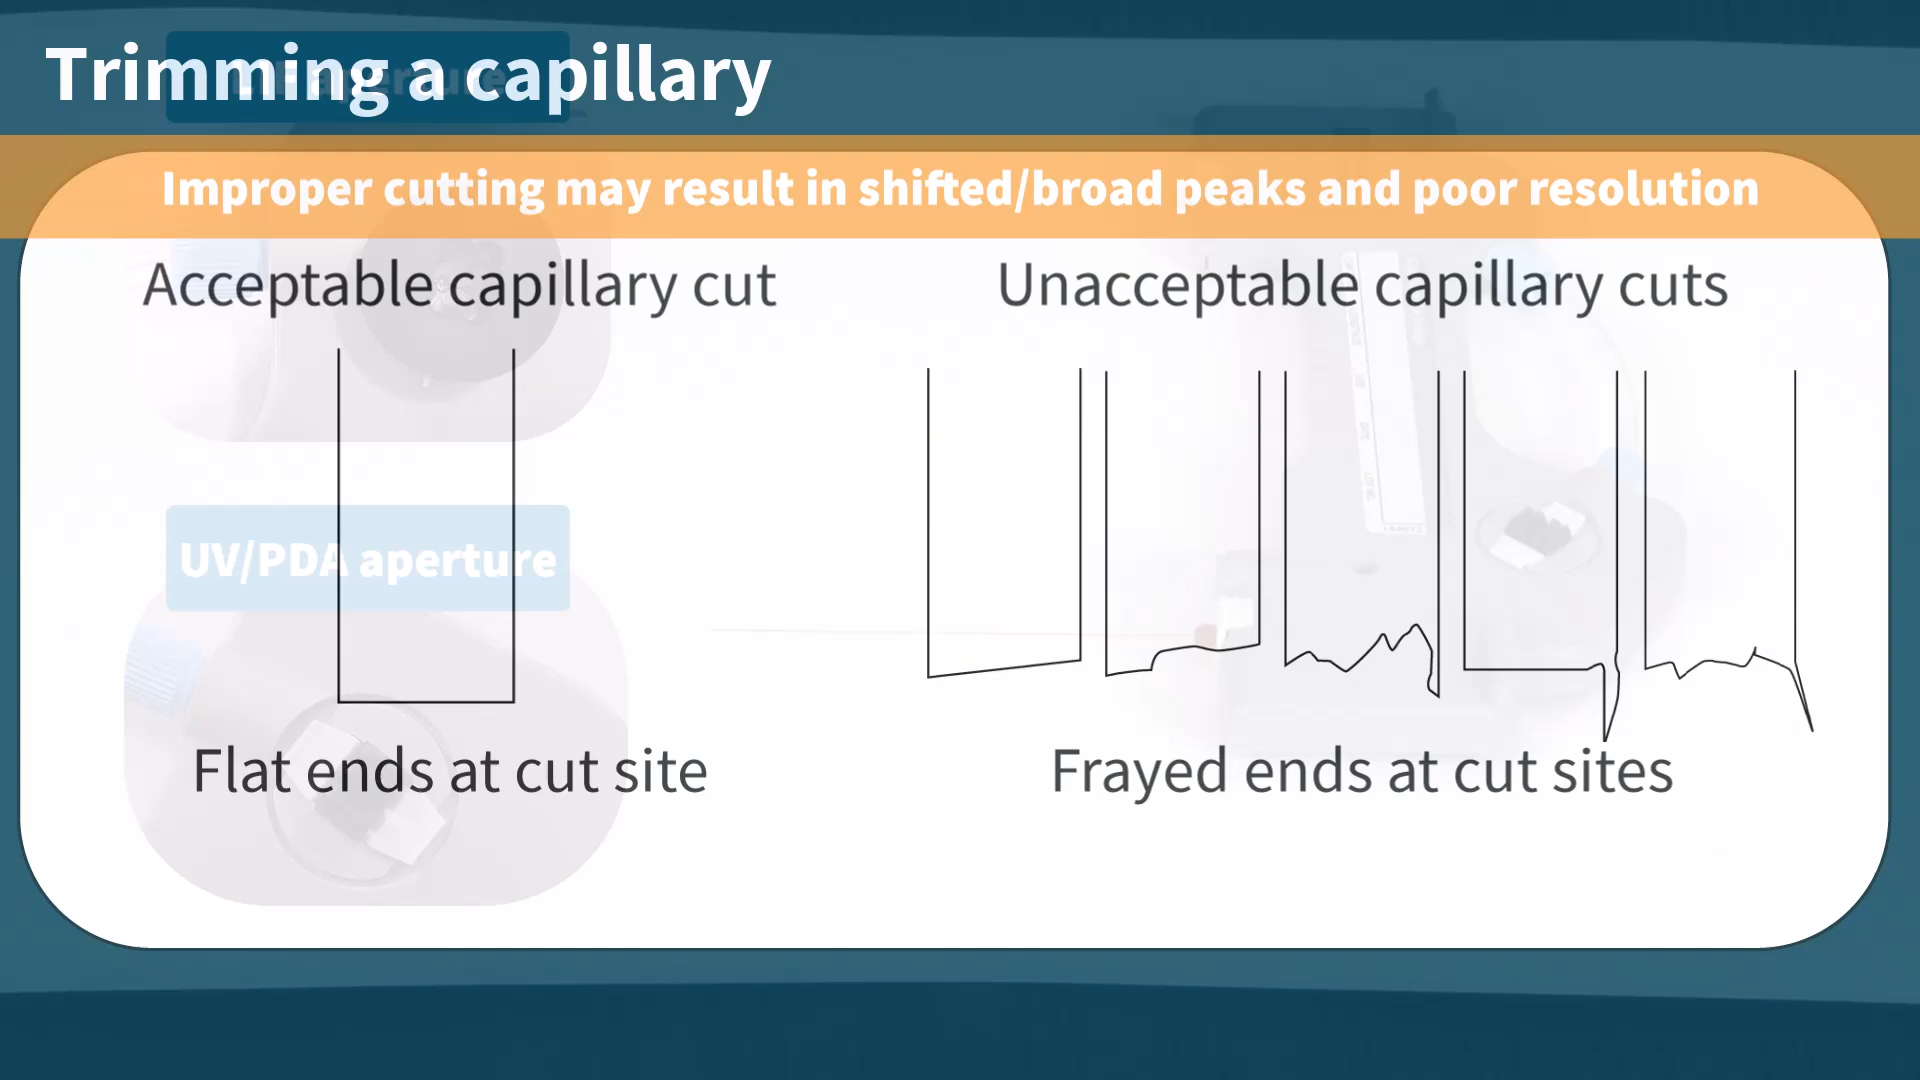 Trimming a capillary
Improper cutting may result in shifted/broad peaks and poor resolution
Acceptable capillary cut
Unacceptable capillary cuts
UV/PDA aperture
Flat ends at cut site
Frayed ends at cut sites